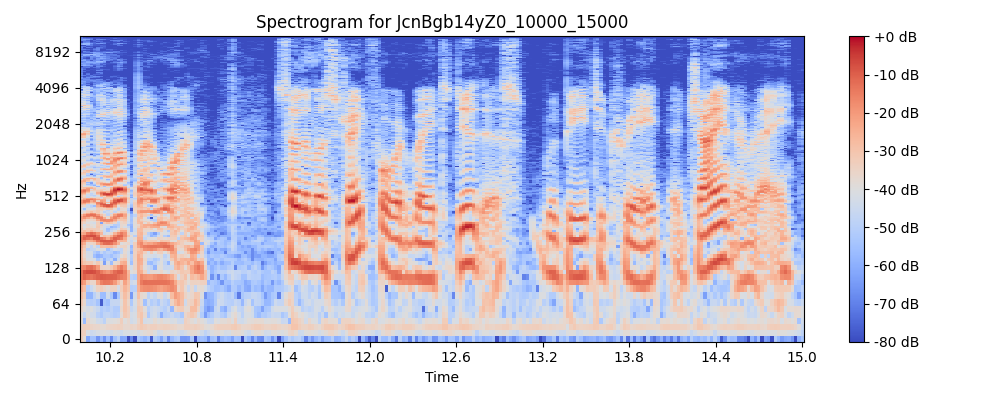 Spectrogram for JcnBgb14yZ0_10000_15000
8192
4096
2048
1024
512
256
128
64
0
Hz
10.2 10.8 11.4 12.0 12.6 13.2 13.8 14.4 15.0
Time
+0 dB
-10 dB
-20 dB
-30 dB
-40 dB
-50 dB
-60 dB
-70 dB
-80 dB